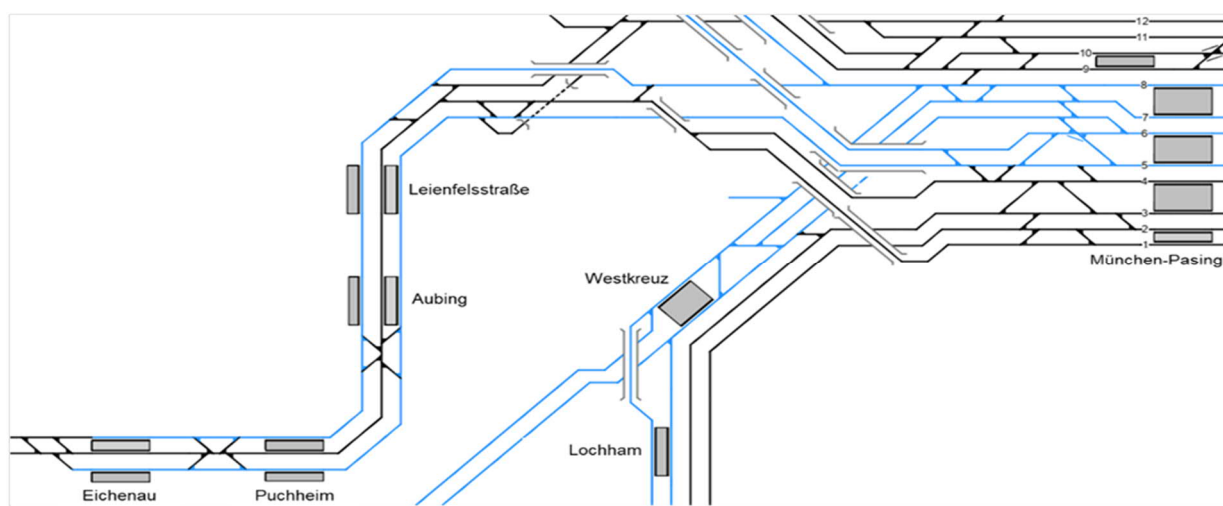 12
11
10
9
8
7
6
5
4
3
2
1
München-Pasing
Leienfelsstraße
Westkreuz
Aubing
Lochham
Eichenau
Puchheim